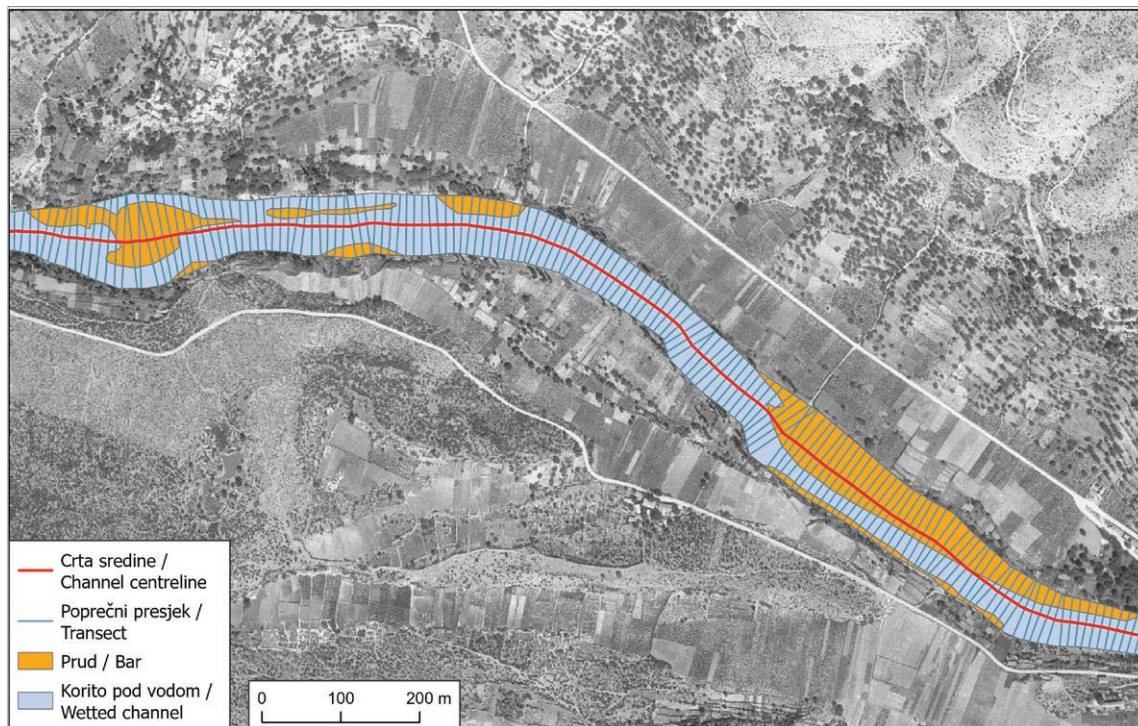 Crta sredine /
Channel centreline
Poprečni presjek /
Transect
Prud / Bar
Korito pod vodom /
Wetted channel
0 100 200 m